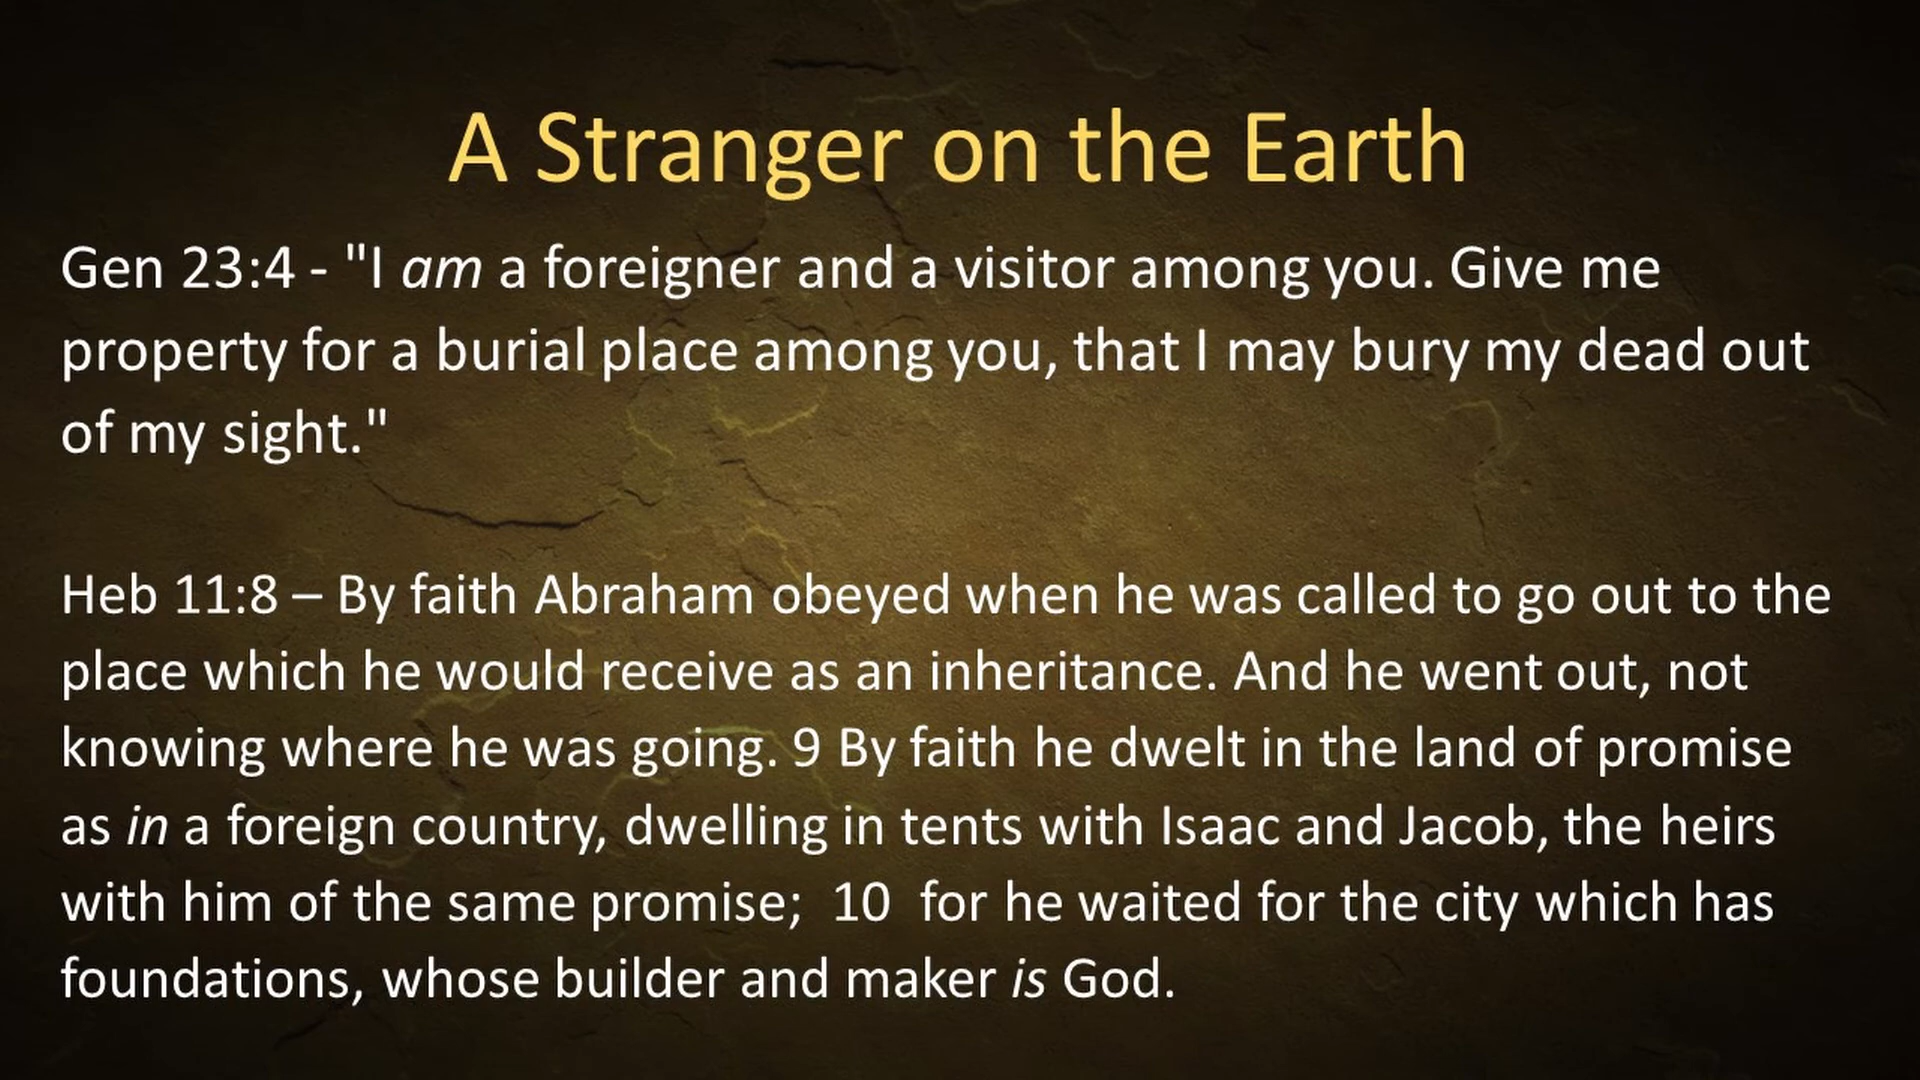 A Stranger on the Earth
Gen 23:4 - "I am a foreigner and a visitor among you. Give me
property for a burial place among you, that I may bury my dead out
of my sight."
Heb 11:8 – By faith Abraham obeyed when he was called to go out to the
place which he would receive as an inheritance. And he went out, not
knowing where he was going. 9 By faith he dwelt in the land of promise
as in a foreign country, dwelling in tents with Isaac and Jacob, the heirs
with him of the same promise;  10  for he waited for the city which has
foundations, whose builder and maker is God.